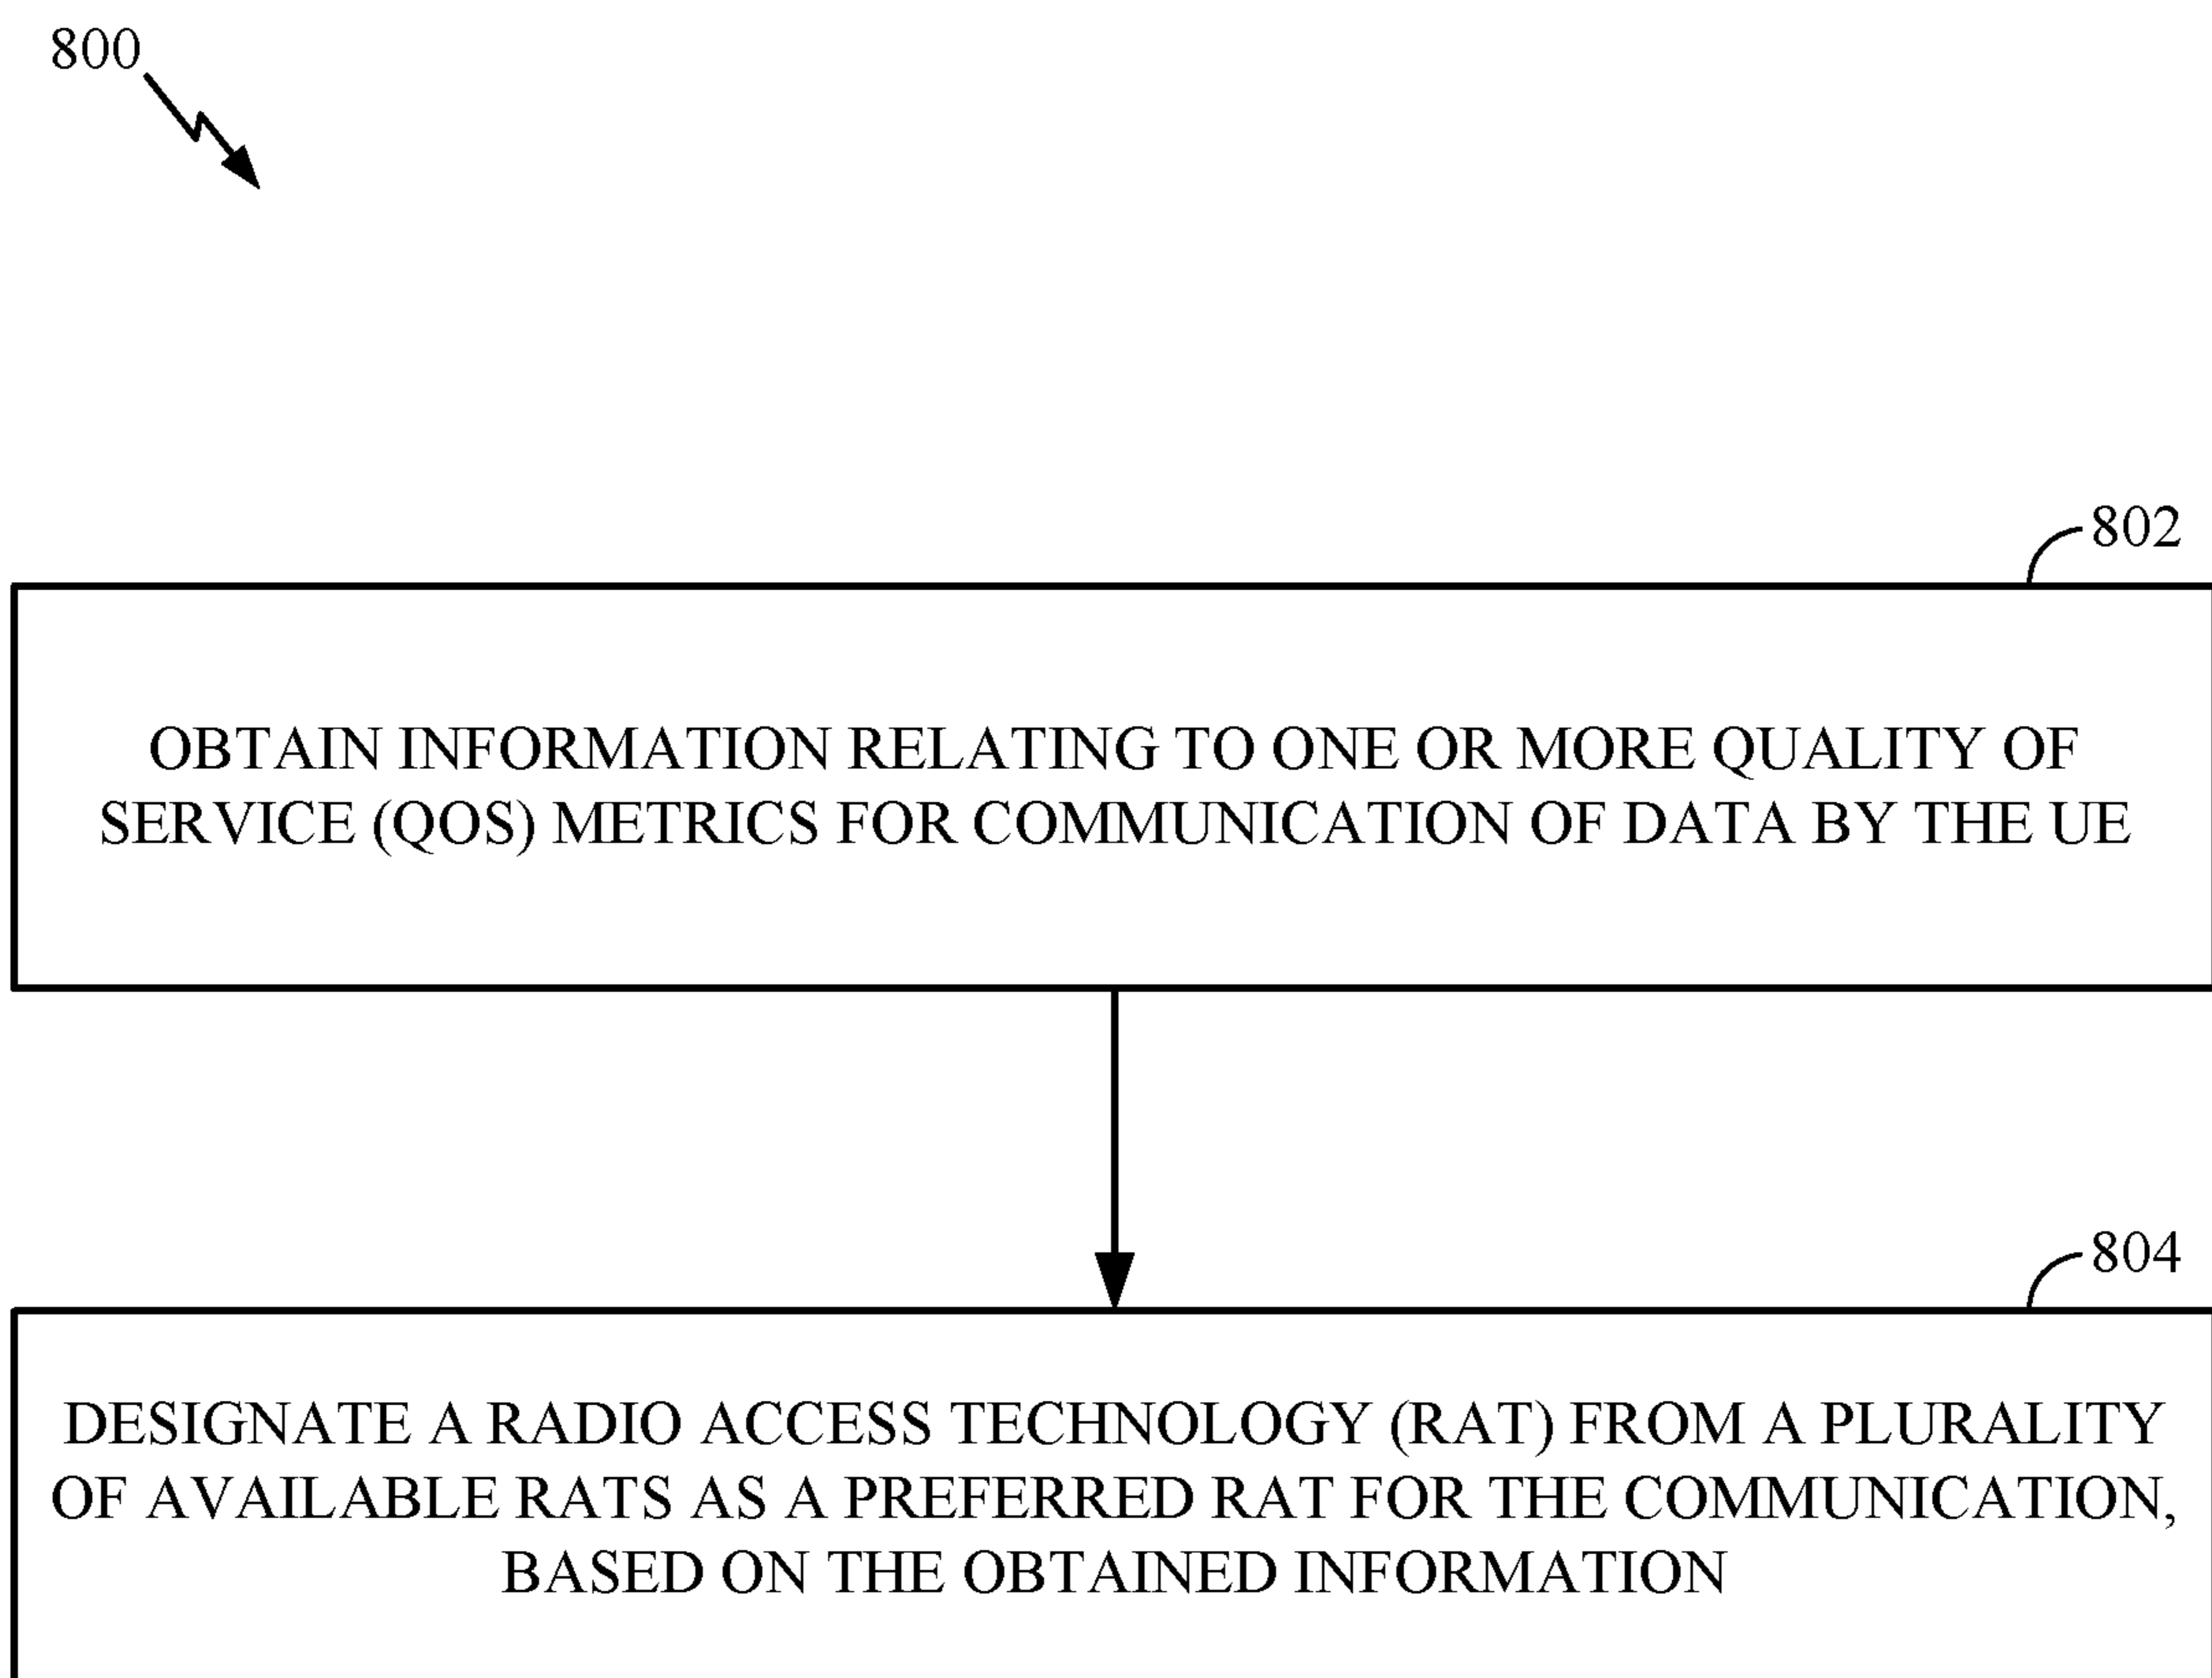 800
802
OBTAIN INFORMATION RELATING TO ONE OR MORE QUALITY OF
SERVICE (QOS) METRICS FOR COMMUNICATION OF DATA BY THE UE
804
DESIGNATE A RADIO ACCESS TECHNOLOGY (RAT) FROM A PLURALITY
OF AVAILABLE RATS AS A PREFERRED RAT FOR THE COMMUNICATION,
BASED ON THE OBTAINED INFORMATION